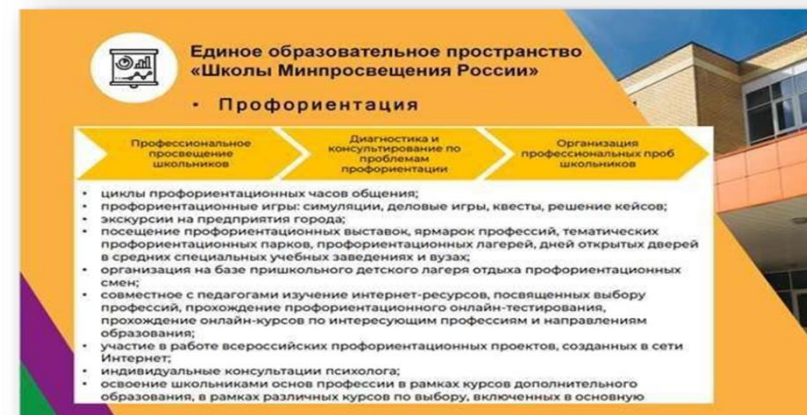 Единое образовательное пространство
«Школы Минпросвещения России»
• Профориентация
Профессиональное
просвещение
школьников
Диагностика и
консультирование по
проблемам
профориентации
Организация
профессиональных проб
школьников
• циклы профориентационных часов общения;
• профориентационные игры: симуляции, деловые игры, квесты, решение кейсов;
• экскурсии на предприятия города;
• посещение профориентационных выставок, ярмарок профессий, тематических
профориентационных парков, профориентационных лагерей, дней открытых дверей
в средних специальных учебных заведениях и вузах;
• организация на базе пришкольного детского лагеря отдыха профориентационных
смен;
• совместное с педагогами изучение интернет-ресурсов, посвященных выбору
профессий, прохождение профориентационного онлайн-тестирования,
прохождение онлайн-курсов по интересующим профессиям и направлениям
образования;
• участие в работе всероссийских профориентационных проектов, созданных в сети
Интернет;
• индивидуальные консультации психолога;
• освоение школьниками основ профессии в рамках курсов дополнительного
образования, в рамках различных курсов по выбору, включенных в основную